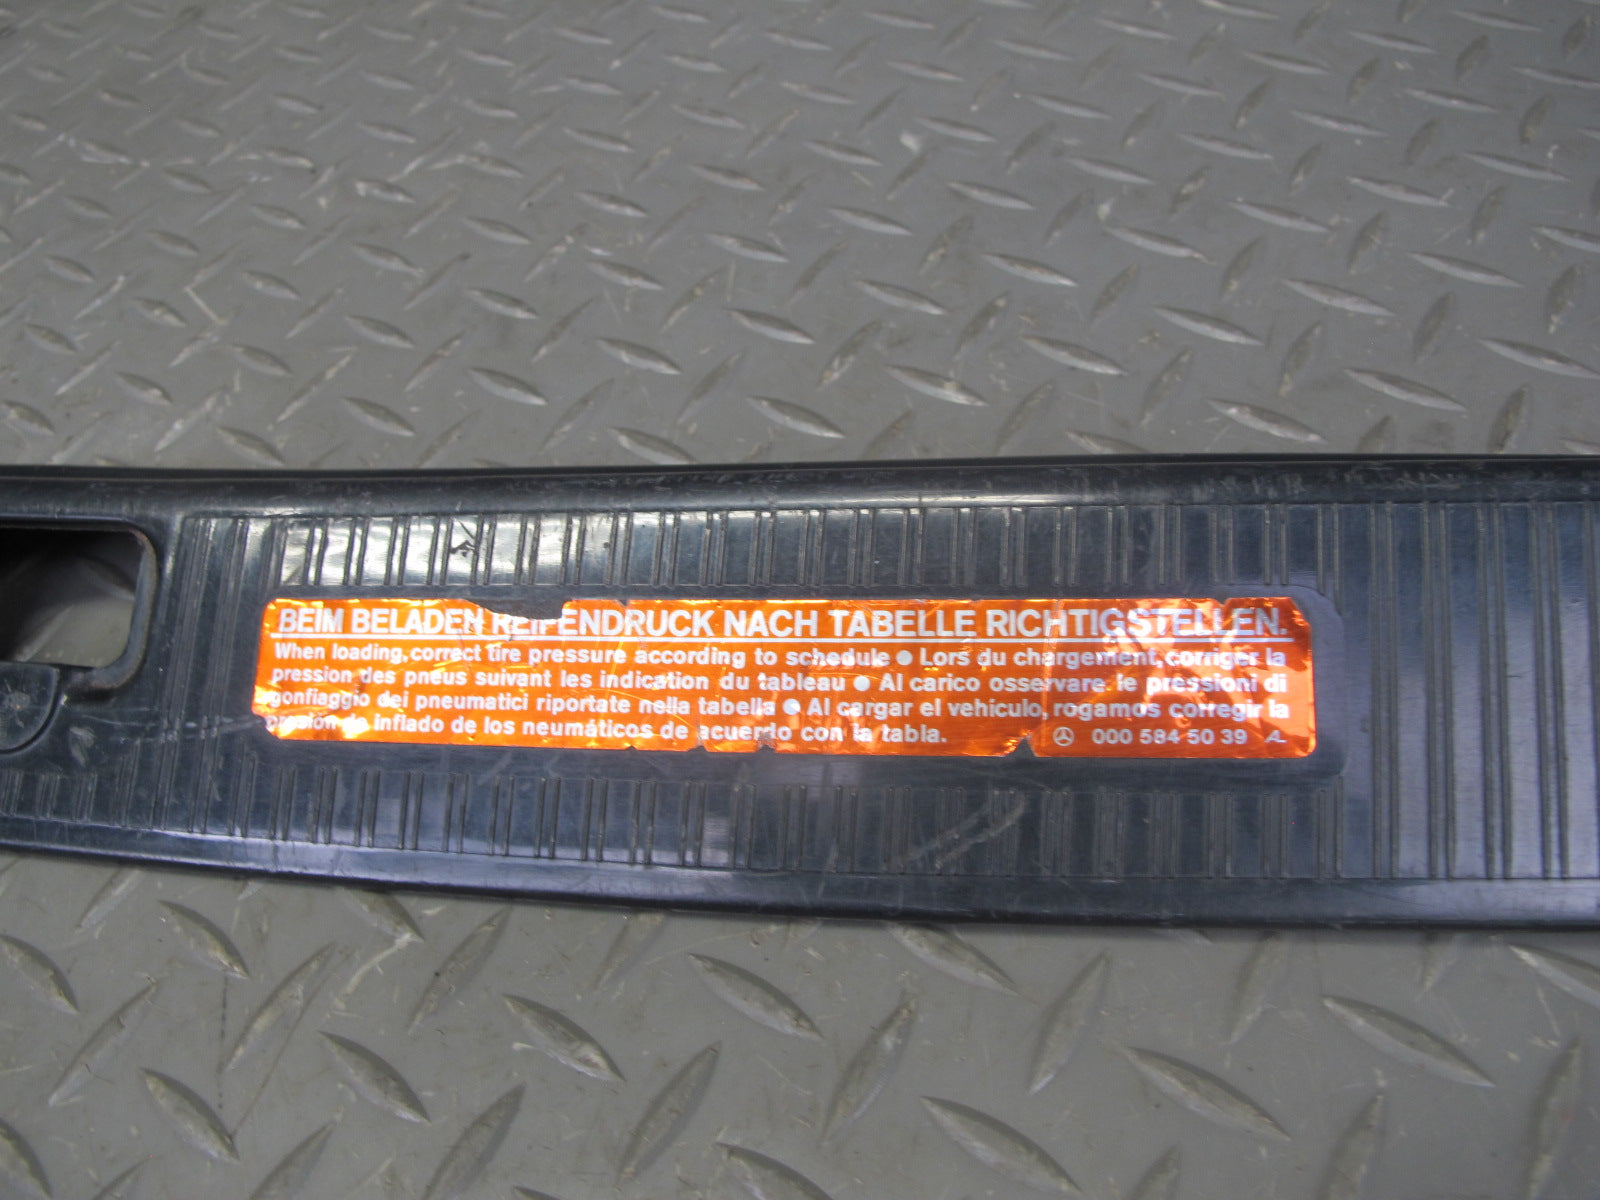 BEIM BELADEN REIFENDRUCK NACH TABELLE RICHTIGSTELLEN.
When loading, correct tire pressure according to schedule ● Lors du chargement, corriger la
pression des pneus suivant les indication du tableau ● Al carico osservare le pressioni di
gonfiaggio dei pneumatici riportate nella tabella ● Al cargar el vehiculo, rogamos corregir la
presión de inflado de los neumáticos de acuerdo con la tabla.
000 584 50 39